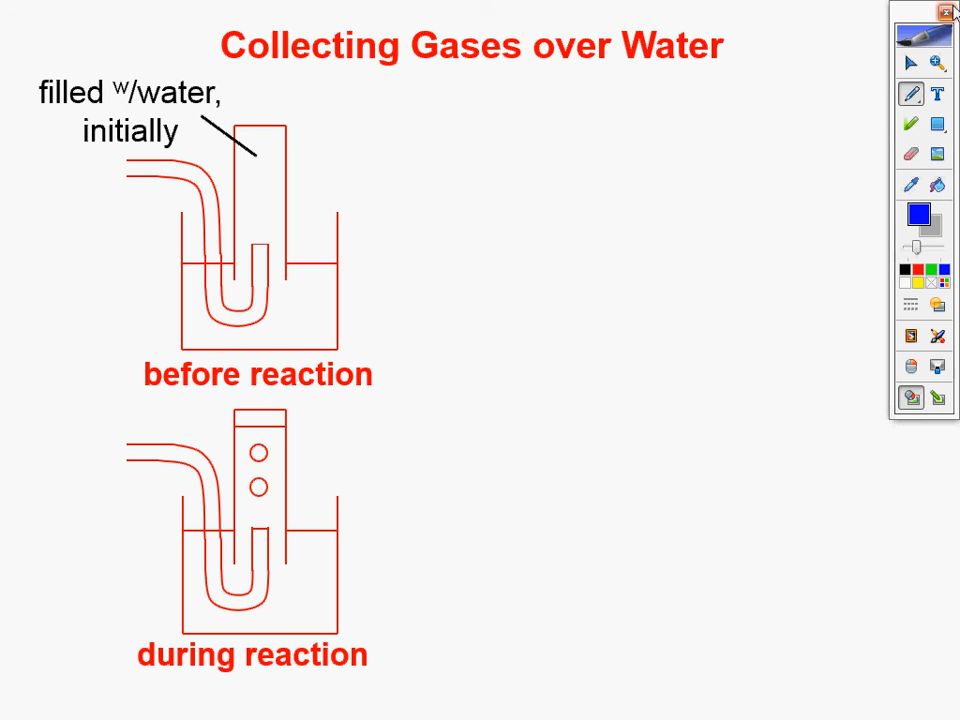 Collecting Gases over Water
filled w/water,
initially
before reaction
during reaction
T